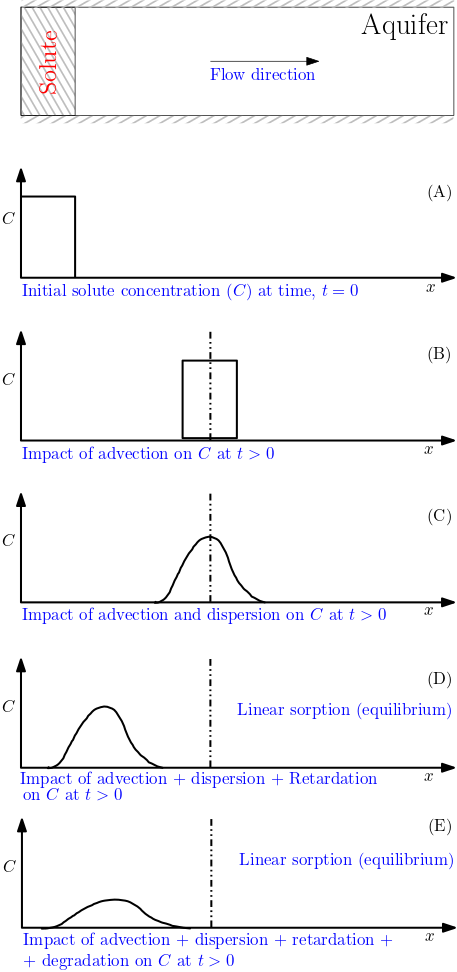 Aquifer
Solute
Flow direction
(A)
C
Initial solute concentration (C) at time, t = 0
x
(B)
C
Impact of advection on C at t > 0
x
(C)
C
Impact of advection and dispersion on C at t > 0
x
(D)
Linear sorption (equilibrium)
C
Impact of advection + dispersion + Retardation
on C at t > 0
x
(E)
Linear sorption (equilibrium)
C
Impact of advection + dispersion + retardation +
+ degradation on C at t > 0
x